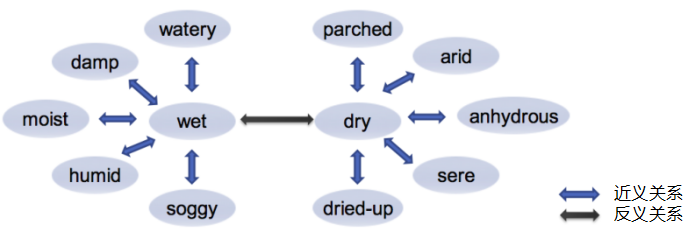 watery
parched
damp
arid
moist
wet
dry
anhydrous
humid
sere
soggy
dried-up
近义关系
反义关系